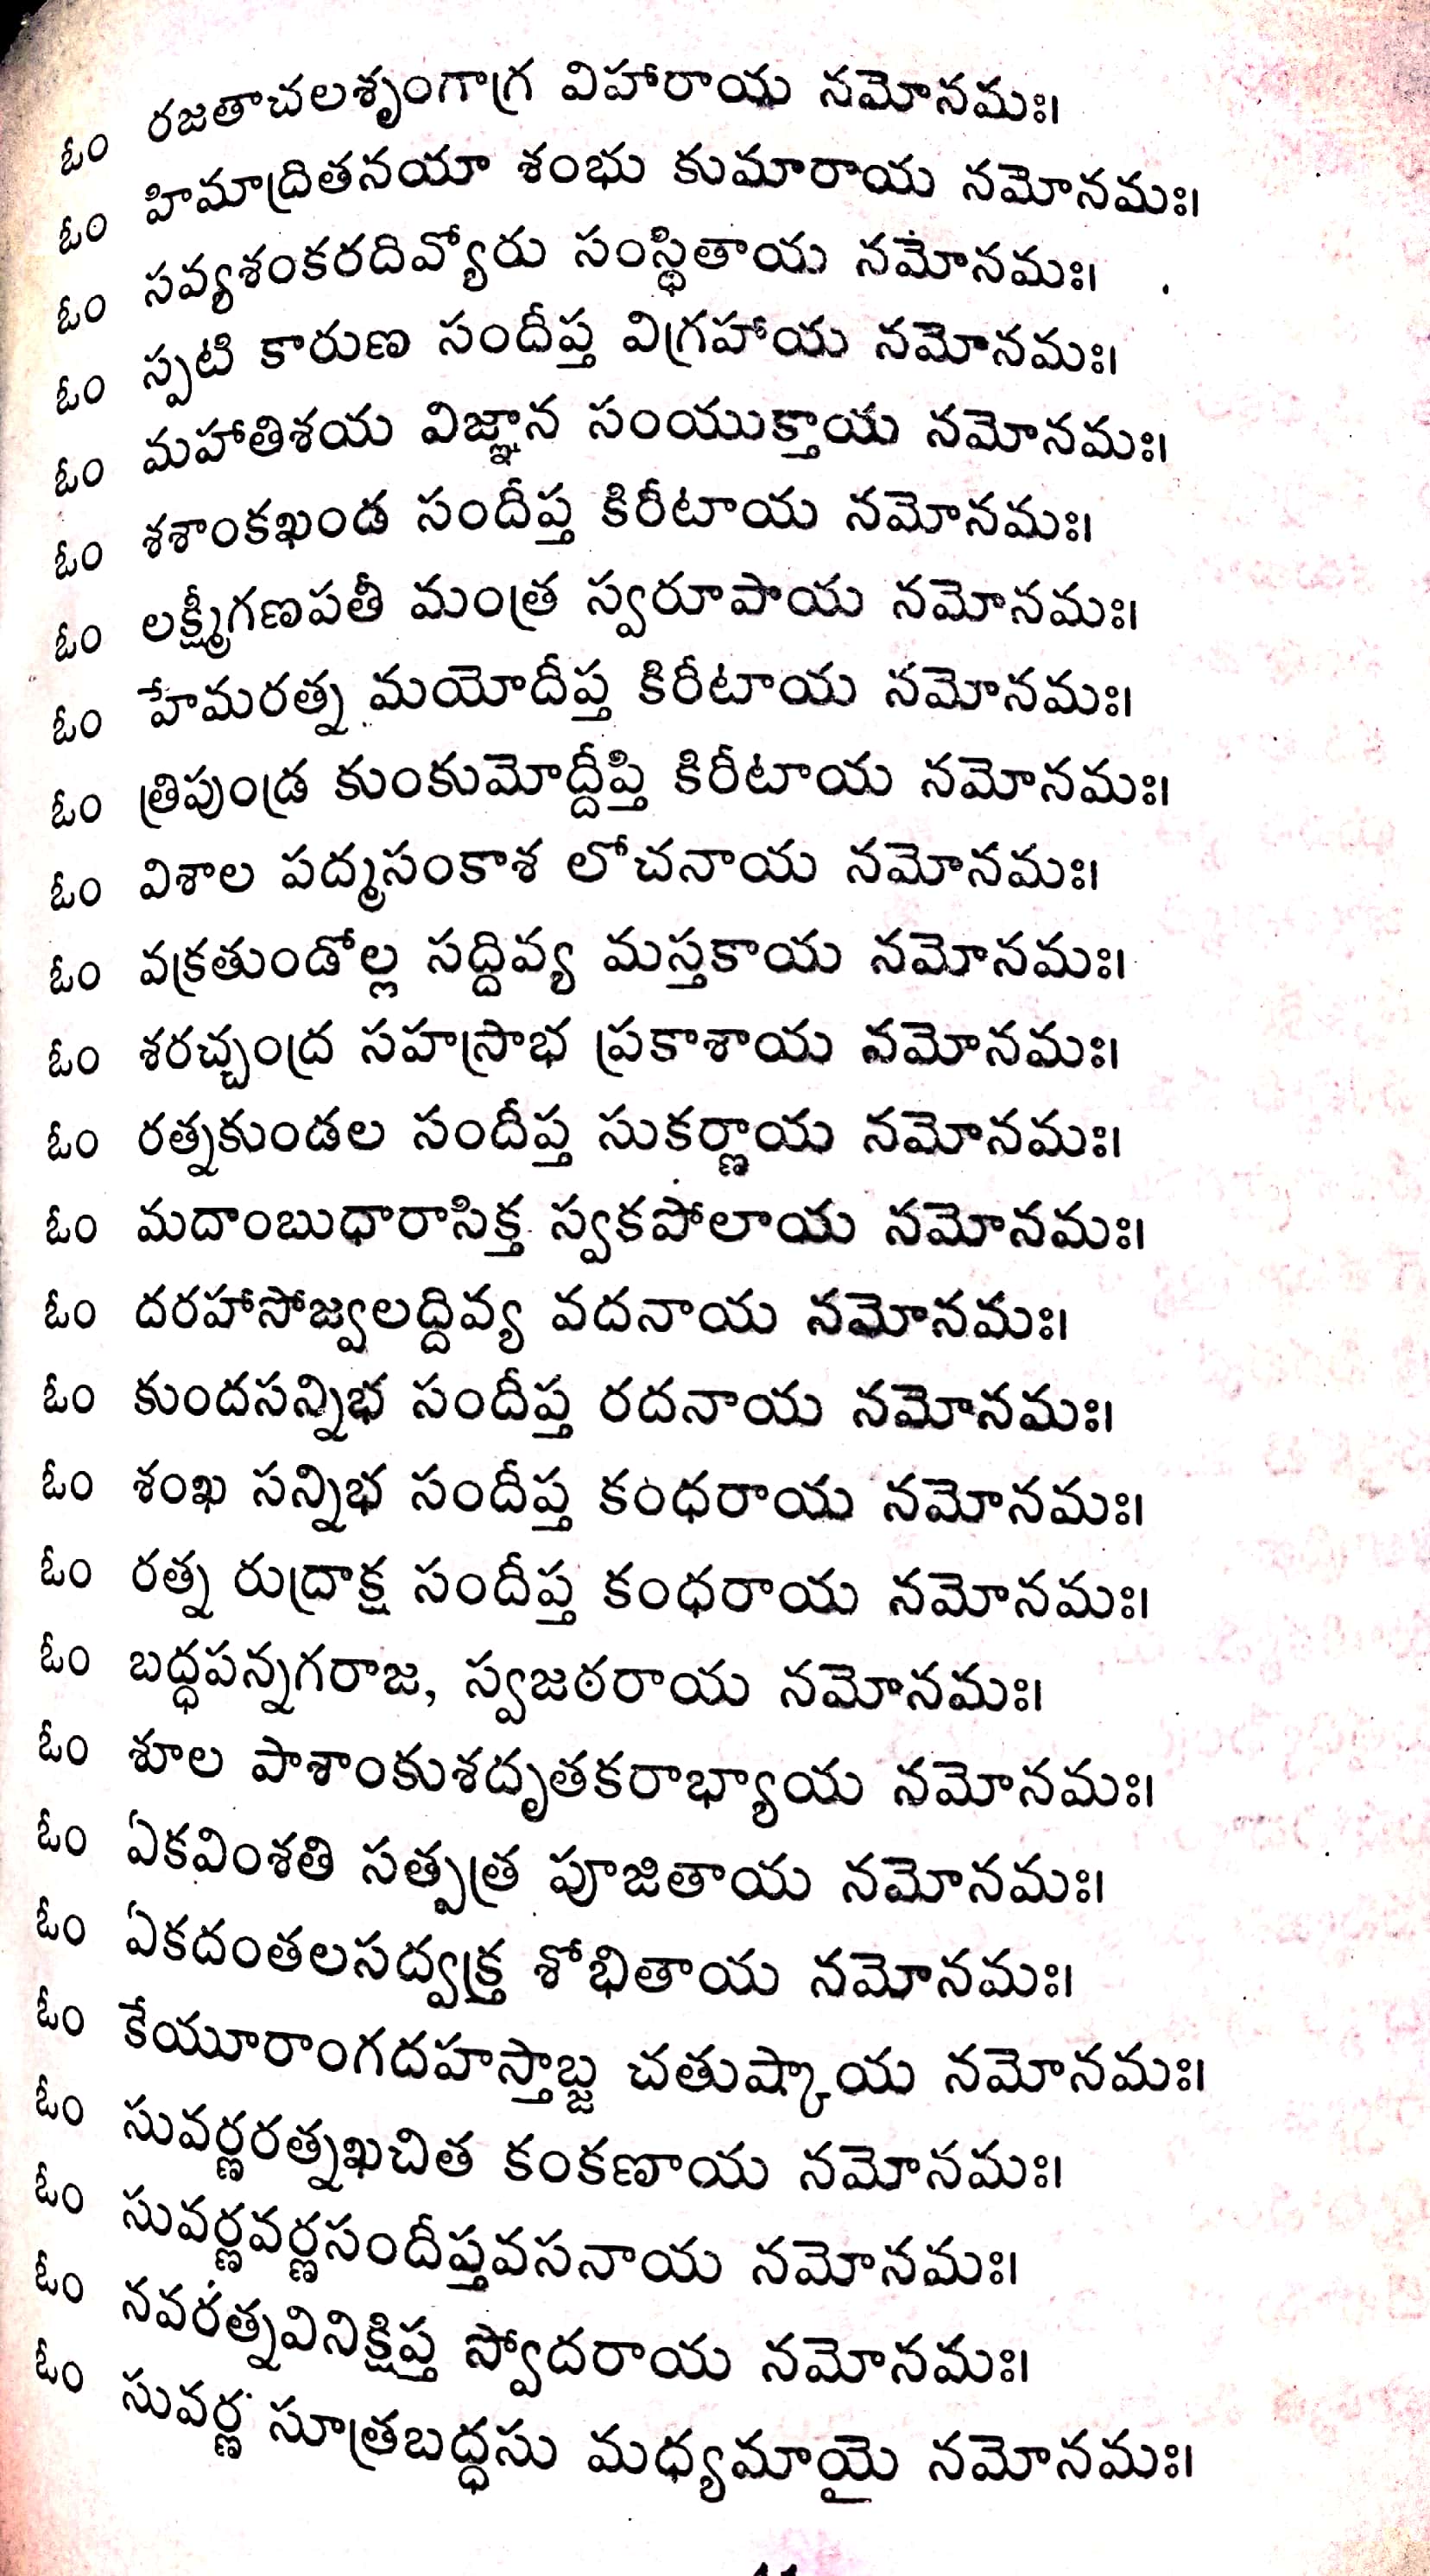 ఓం రజతాచలశృంగాగ్ర విహారాయ నమోనమః।
ఓం హిమాద్రితనయా శంభు కుమారాయ నమోనమః।
ఓం సవ్యశంకరదివ్యోరు సంస్థితాయ నమోనమః।
ఓం స్పటి కారుణ సందీప్త విగ్రహాయ నమోనమః।
ఓం మహాతిశయ విజ్ఞాన సంయుక్తాయ నమోనమః।
ఓం శశాంకఖండ సందీప్త కిరీటాయ నమోనమః।
ఓం లక్ష్మీగణపతీ మంత్ర స్వరూపాయ నమోనమః।
ఓం హేమరత్న మయోదీప్త కిరీటాయ నమోనమః।
ఓం త్రిపుండ్ర కుంకుమోద్దీప్తి కిరీటాయ నమోనమః।
ఓం విశాల పద్మసంకాశ లోచనాయ నమోనమః।
ఓం వక్రతుండోల్ల సద్దివ్య మస్తకాయ నమోనమః।
ఓం శరచ్చంద్ర సహస్రాభ ప్రకాశాయ నమోనమః।
ఓం రత్నకుండల సందీప్త సుకర్ణాయ నమోనమః।
ఓం మదాంబుధారాసిక్త స్వకపోలాయ నమోనమః।
ఓం దరహాసోజ్వలద్దివ్య వదనాయ నమోనమః।
ఓం కుందసన్నిభ సందీప్త రదనాయ నమోనమః।
ఓం శంఖ సన్నిభ సందీప్త కంధరాయ నమోనమః।
ఓం రత్న రుద్రాక్ష సందీప్త కంధరాయ నమోనమః।
ఓం బద్ధపన్నగరాజ, స్వజఠరాయ నమోనమః।
ఓం శూల పాశాంకుశదృతకరాభ్యాయ నమోనమః।
ఓం ఏకవింశతి సత్పత్ర పూజితాయ నమోనమః।
ఓం ఏకదంతలసద్వక్త్ర శోభితాయ నమోనమః।
ఓం కేయూరాంగదహస్తాబ్జ చతుష్కాయ నమోనమః।
ఓం సువర్ణరత్నఖచిత కంకణాయ నమోనమః।
ఓం సువర్ణవర్ణసందీప్తవసనాయ నమోనమః।
ఓం నవరత్నవినిక్షిప్త స్వోదరాయ నమోనమః।
ఓం సువర్ణ సూత్రబద్ధసు మధ్యమాయై నమోనమః।